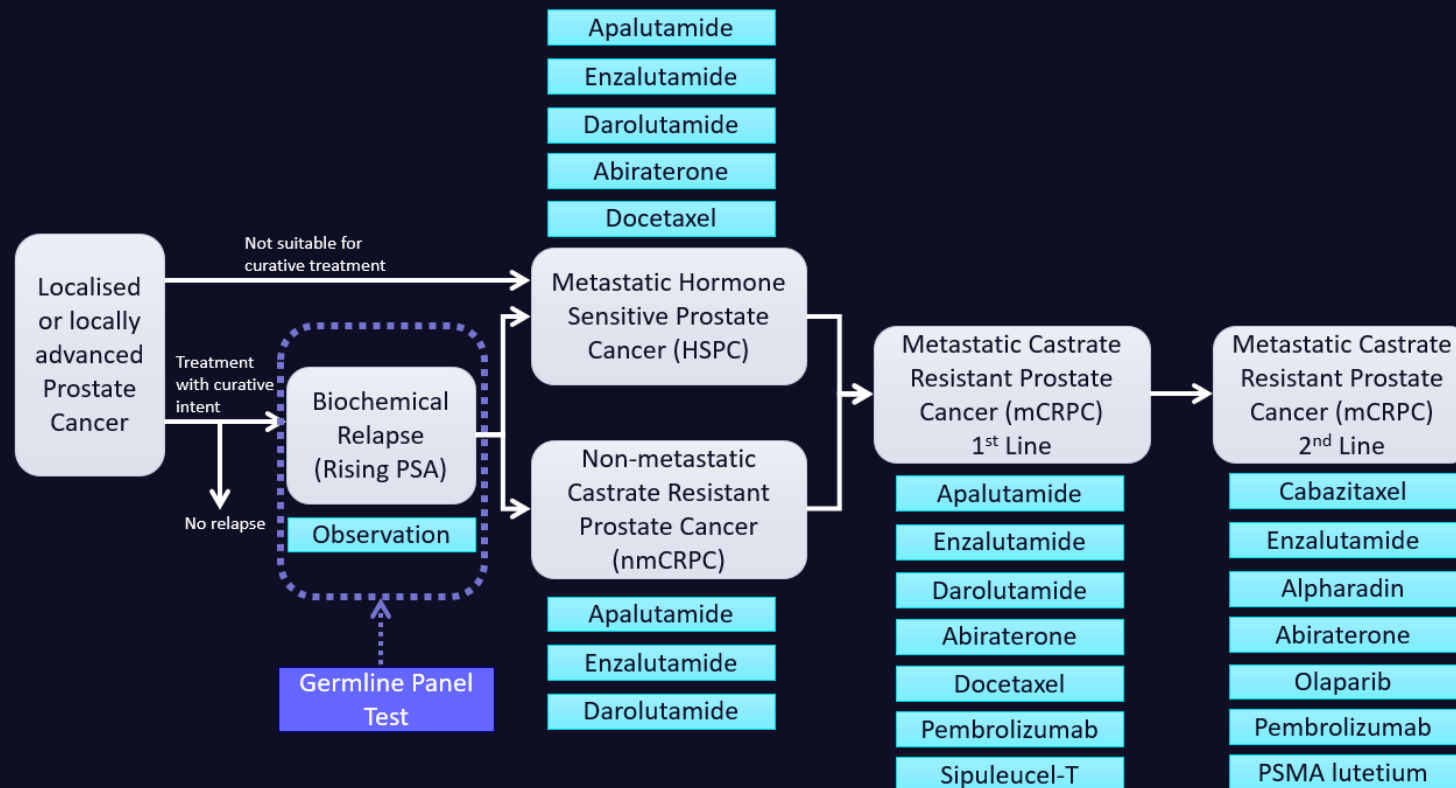 Apalutamide
Enzalutamide
Darolutamide
Abiraterone
Docetaxel
Not suitable for
curative treatment
Localised
or locally
advanced
Prostate
Cancer
Treatment
with curative
intent
No relapse
Biochemical
Relapse
(Rising PSA)
Observation
Germline Panel
Test
Metastatic Hormone
Sensitive Prostate
Cancer (HSPC)
Non-metastatic
Castrate Resistant
Prostate Cancer
(nmCRPC)
Apalutamide
Enzalutamide
Darolutamide
Metastatic Castrate
Resistant Prostate
Cancer (mCRPC)
1st Line
Apalutamide
Enzalutamide
Darolutamide
Abiraterone
Docetaxel
Pembrolizumab
Sipuleucel-T
Metastatic Castrate
Resistant Prostate
Cancer (mCRPC)
2nd Line
Cabazitaxel
Enzalutamide
Alpharadin
Abiraterone
Olaparib
Pembrolizumab
PSMA lutetium